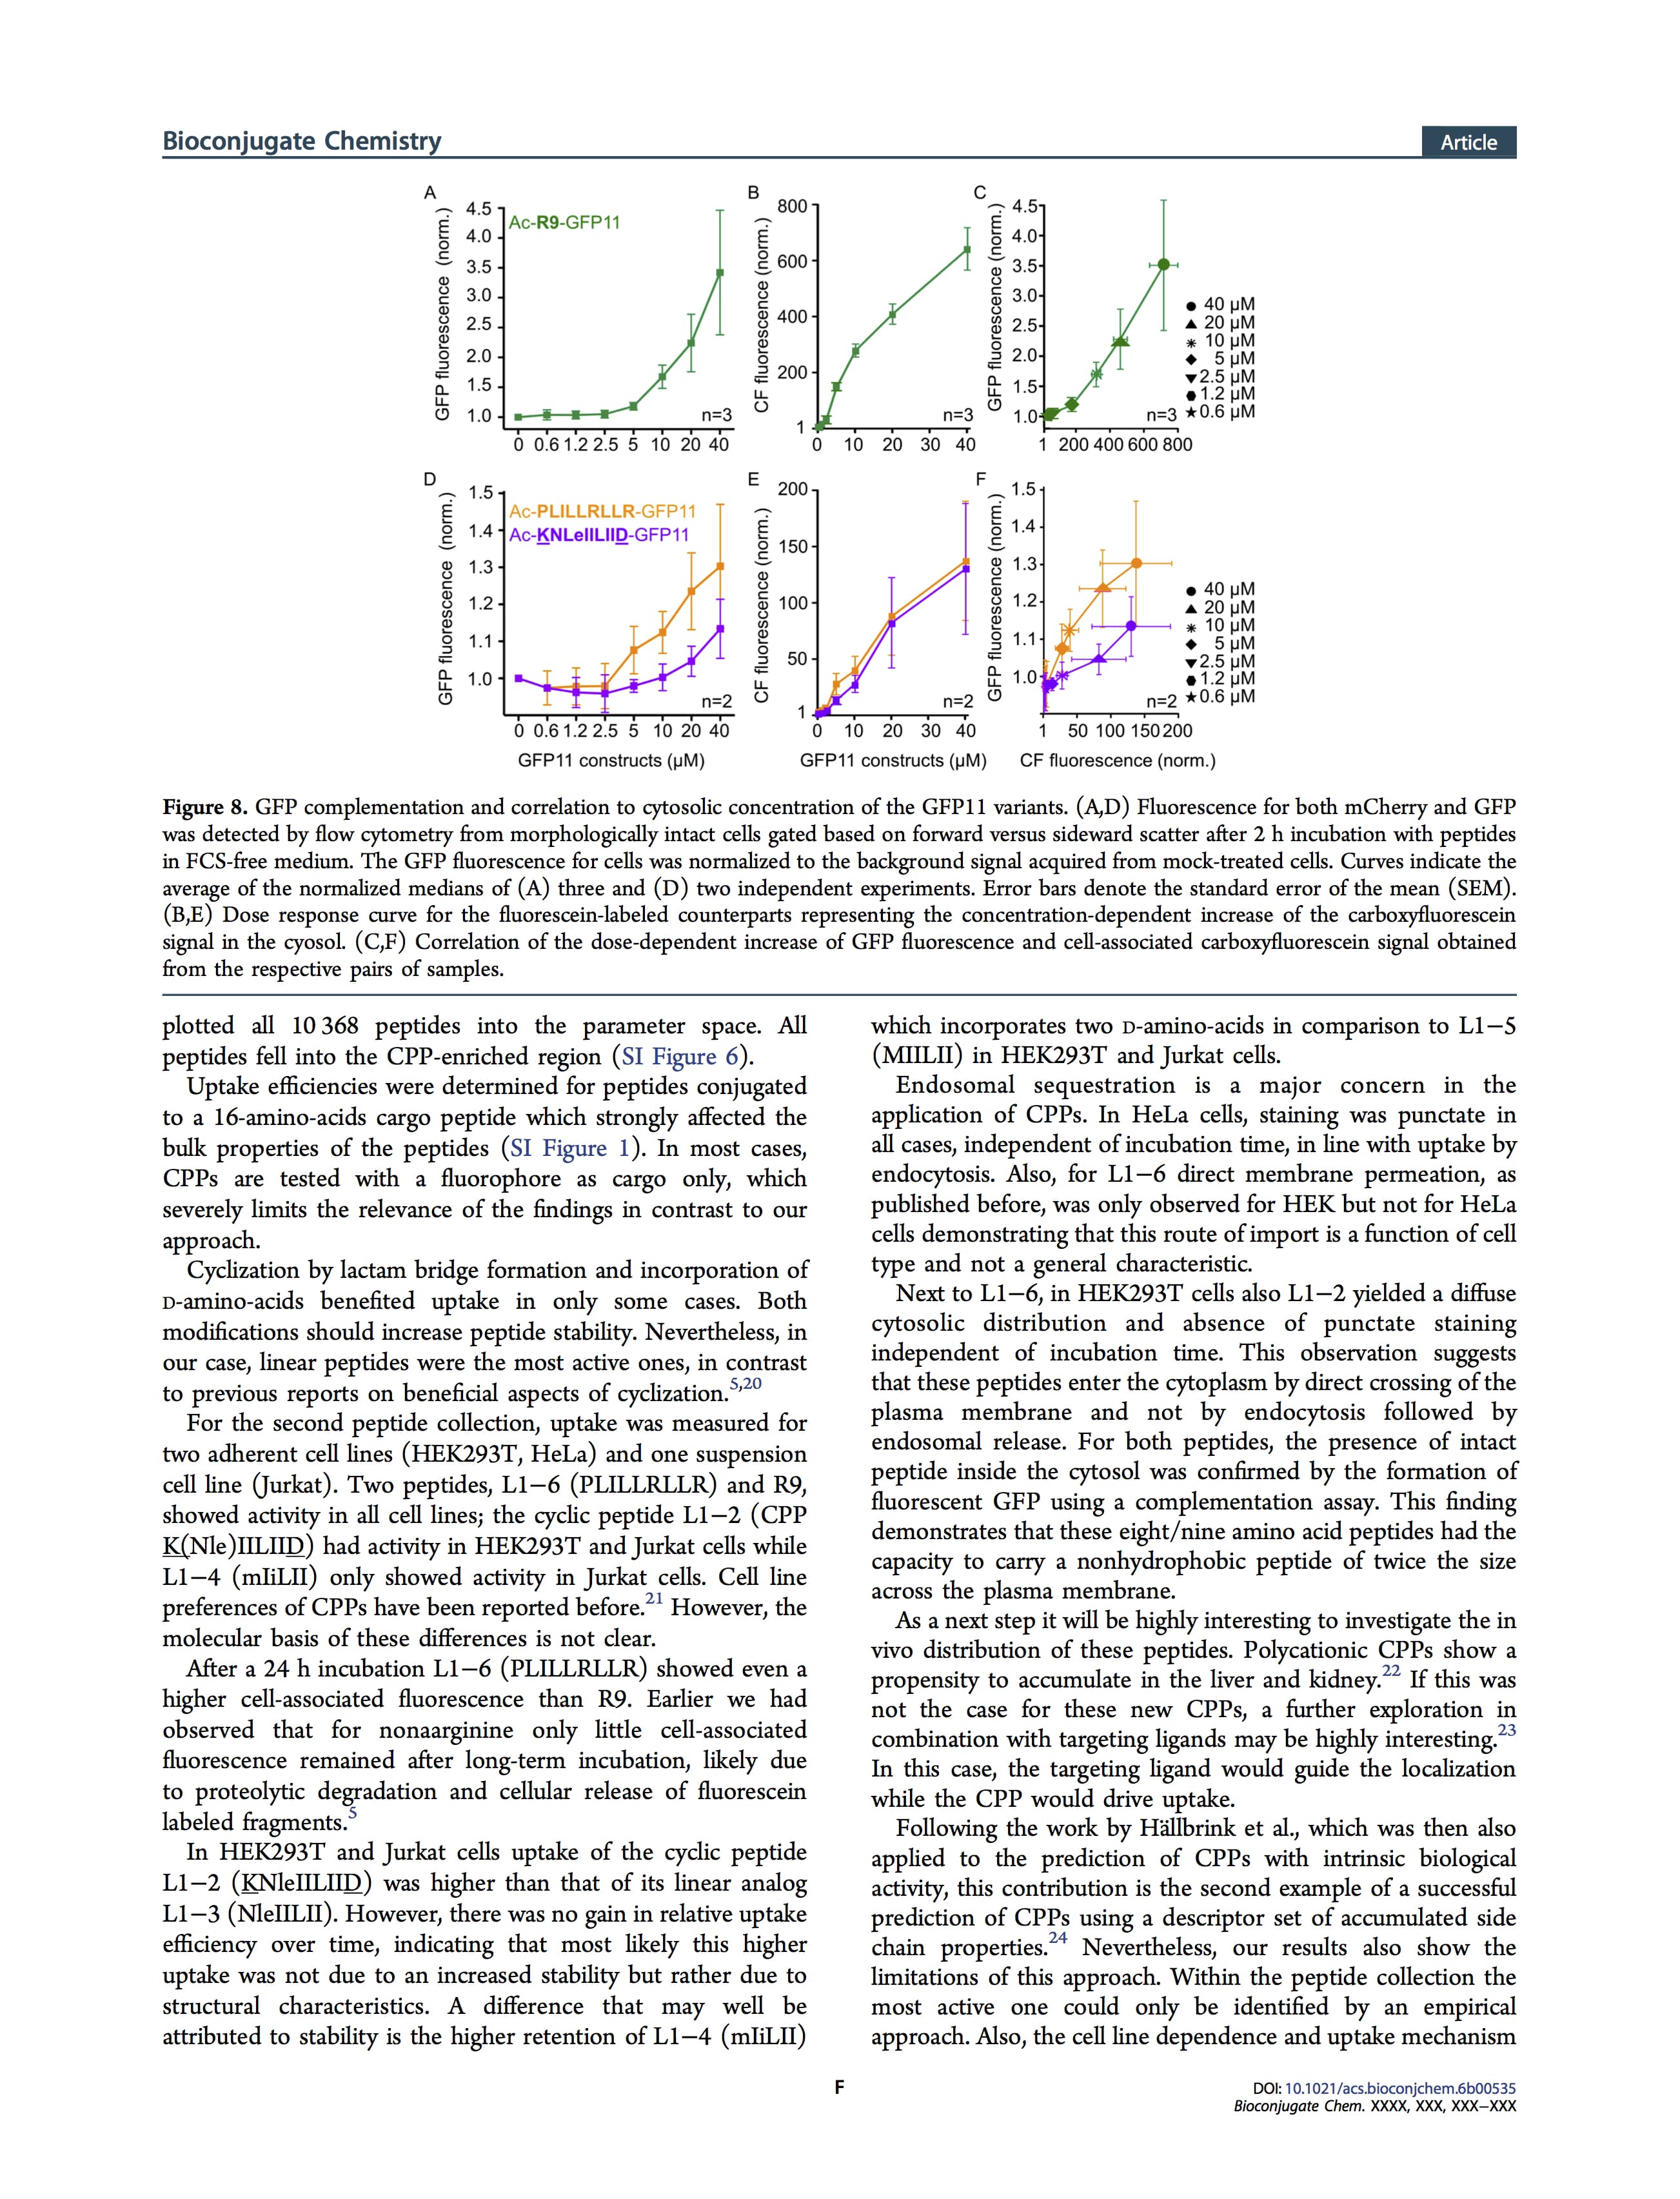 Bioconjugate Chemistry
Article
A
4.5
4.0
3.5
3.0
2.5
2.0
1.5
1.0
GFP fluorescence (norm.)
Ac-R9-GFP11
n=3
0 0.6 1.2 2.5 5 10 20 40
B
800
600
400
200
1
CF fluorescence (norm.)
n=3
0 10 20 30 40
C
4.5
4.0
3.5
3.0
2.5
2.0
1.5
1.0
GFP fluorescence (norm.)
n=3
1 200 400 600 800
● 40 µM
▲ 20 µM
✳ 10 µM
◆ 5 µM
▼ 2.5 µM
⬣ 1.2 µM
★ 0.6 µM
D
1.5
1.4
1.3
1.2
1.1
1.0
GFP fluorescence (norm.)
Ac-PLILLRLLR-GFP11
Ac-KNLeIILIID-GFP11
n=2
0 0.6 1.2 2.5 5 10 20 40
GFP11 constructs (µM)
E
200
150
100
50
1
CF fluorescence (norm.)
n=2
0 10 20 30 40
GFP11 constructs (µM)
F
1.5
1.4
1.3
1.2
1.1
1.0
GFP fluorescence (norm.)
n=2
1 50 100 150 200
CF fluorescence (norm.)
● 40 µM
▲ 20 µM
✳ 10 µM
◆ 5 µM
▼ 2.5 µM
⬣ 1.2 µM
★ 0.6 µM
Figure 8. GFP complementation and correlation to cytosolic concentration of the GFP11 variants. (A,D) Fluorescence for both mCherry and GFP
was detected by flow cytometry from morphologically intact cells gated based on forward versus sideward scatter after 2 h incubation with peptides
in FCS-free medium. The GFP fluorescence for cells was normalized to the background signal acquired from mock-treated cells. Curves indicate the
average of the normalized medians of (A) three and (D) two independent experiments. Error bars denote the standard error of the mean (SEM).
(B,E) Dose response curve for the fluorescein-labeled counterparts representing the concentration-dependent increase of the carboxyfluorescein
signal in the cyosol. (C,F) Correlation of the dose-dependent increase of GFP fluorescence and cell-associated carboxyfluorescein signal obtained
from the respective pairs of samples.
plotted all 10 368 peptides into the parameter space. All
peptides fell into the CPP-enriched region (SI Figure 6).
Uptake efficiencies were determined for peptides conjugated
to a 16-amino-acids cargo peptide which strongly affected the
bulk properties of the peptides (SI Figure 1). In most cases,
CPPs are tested with a fluorophore as cargo only, which
severely limits the relevance of the findings in contrast to our
approach.
Cyclization by lactam bridge formation and incorporation of
D-amino-acids benefited uptake in only some cases. Both
modifications should increase peptide stability. Nevertheless, in
our case, linear peptides were the most active ones, in contrast
to previous reports on beneficial aspects of cyclization.5,20
For the second peptide collection, uptake was measured for
two adherent cell lines (HEK293T, HeLa) and one suspension
cell line (Jurkat). Two peptides, L1−6 (PLILLRLLR) and R9,
showed activity in all cell lines; the cyclic peptide L1−2 (CPP
K(Nle)IILIID) had activity in HEK293T and Jurkat cells while
L1−4 (mIiLII) only showed activity in Jurkat cells. Cell line
preferences of CPPs have been reported before.21 However, the
molecular basis of these differences is not clear.
After a 24 h incubation L1−6 (PLILLRLLR) showed even a
higher cell-associated fluorescence than R9. Earlier we had
observed that for nonaarginine only little cell-associated
fluorescence remained after long-term incubation, likely due
to proteolytic degradation and cellular release of fluorescein
labeled fragments.5
In HEK293T and Jurkat cells uptake of the cyclic peptide
L1−2 (KNleIILIID) was higher than that of its linear analog
L1−3 (NleIILII). However, there was no gain in relative uptake
efficiency over time, indicating that most likely this higher
uptake was not due to an increased stability but rather due to
structural characteristics. A difference that may well be
attributed to stability is the higher retention of L1−4 (mIiLII)
which incorporates two D-amino-acids in comparison to L1−5
(MIILII) in HEK293T and Jurkat cells.
Endosomal sequestration is a major concern in the
application of CPPs. In HeLa cells, staining was punctate in
all cases, independent of incubation time, in line with uptake by
endocytosis. Also, for L1−6 direct membrane permeation, as
published before, was only observed for HEK but not for HeLa
cells demonstrating that this route of import is a function of cell
type and not a general characteristic.
Next to L1−6, in HEK293T cells also L1−2 yielded a diffuse
cytosolic distribution and absence of punctate staining
independent of incubation time. This observation suggests
that these peptides enter the cytoplasm by direct crossing of the
plasma membrane and not by endocytosis followed by
endosomal release. For both peptides, the presence of intact
peptide inside the cytosol was confirmed by the formation of
fluorescent GFP using a complementation assay. This finding
demonstrates that these eight/nine amino acid peptides had the
capacity to carry a nonhydrophobic peptide of twice the size
across the plasma membrane.
As a next step it will be highly interesting to investigate the in
vivo distribution of these peptides. Polycationic CPPs show a
propensity to accumulate in the liver and kidney.22 If this was
not the case for these new CPPs, a further exploration in
combination with targeting ligands may be highly interesting.23
In this case, the targeting ligand would guide the localization
while the CPP would drive uptake.
Following the work by Hällbrink et al., which was then also
applied to the prediction of CPPs with intrinsic biological
activity, this contribution is the second example of a successful
prediction of CPPs using a descriptor set of accumulated side
chain properties.24 Nevertheless, our results also show the
limitations of this approach. Within the peptide collection the
most active one could only be identified by an empirical
approach. Also, the cell line dependence and uptake mechanism
F
DOI: 10.1021/acs.bioconjchem.6b00535
Bioconjugate Chem. XXXX, XXX, XXX−XXX